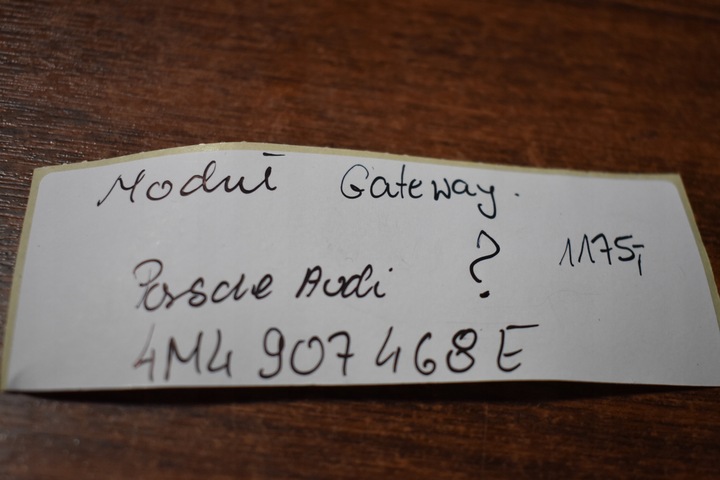 Moduł Gateway.
Porsche Audi ? 1175,-
4M4 907 468 E